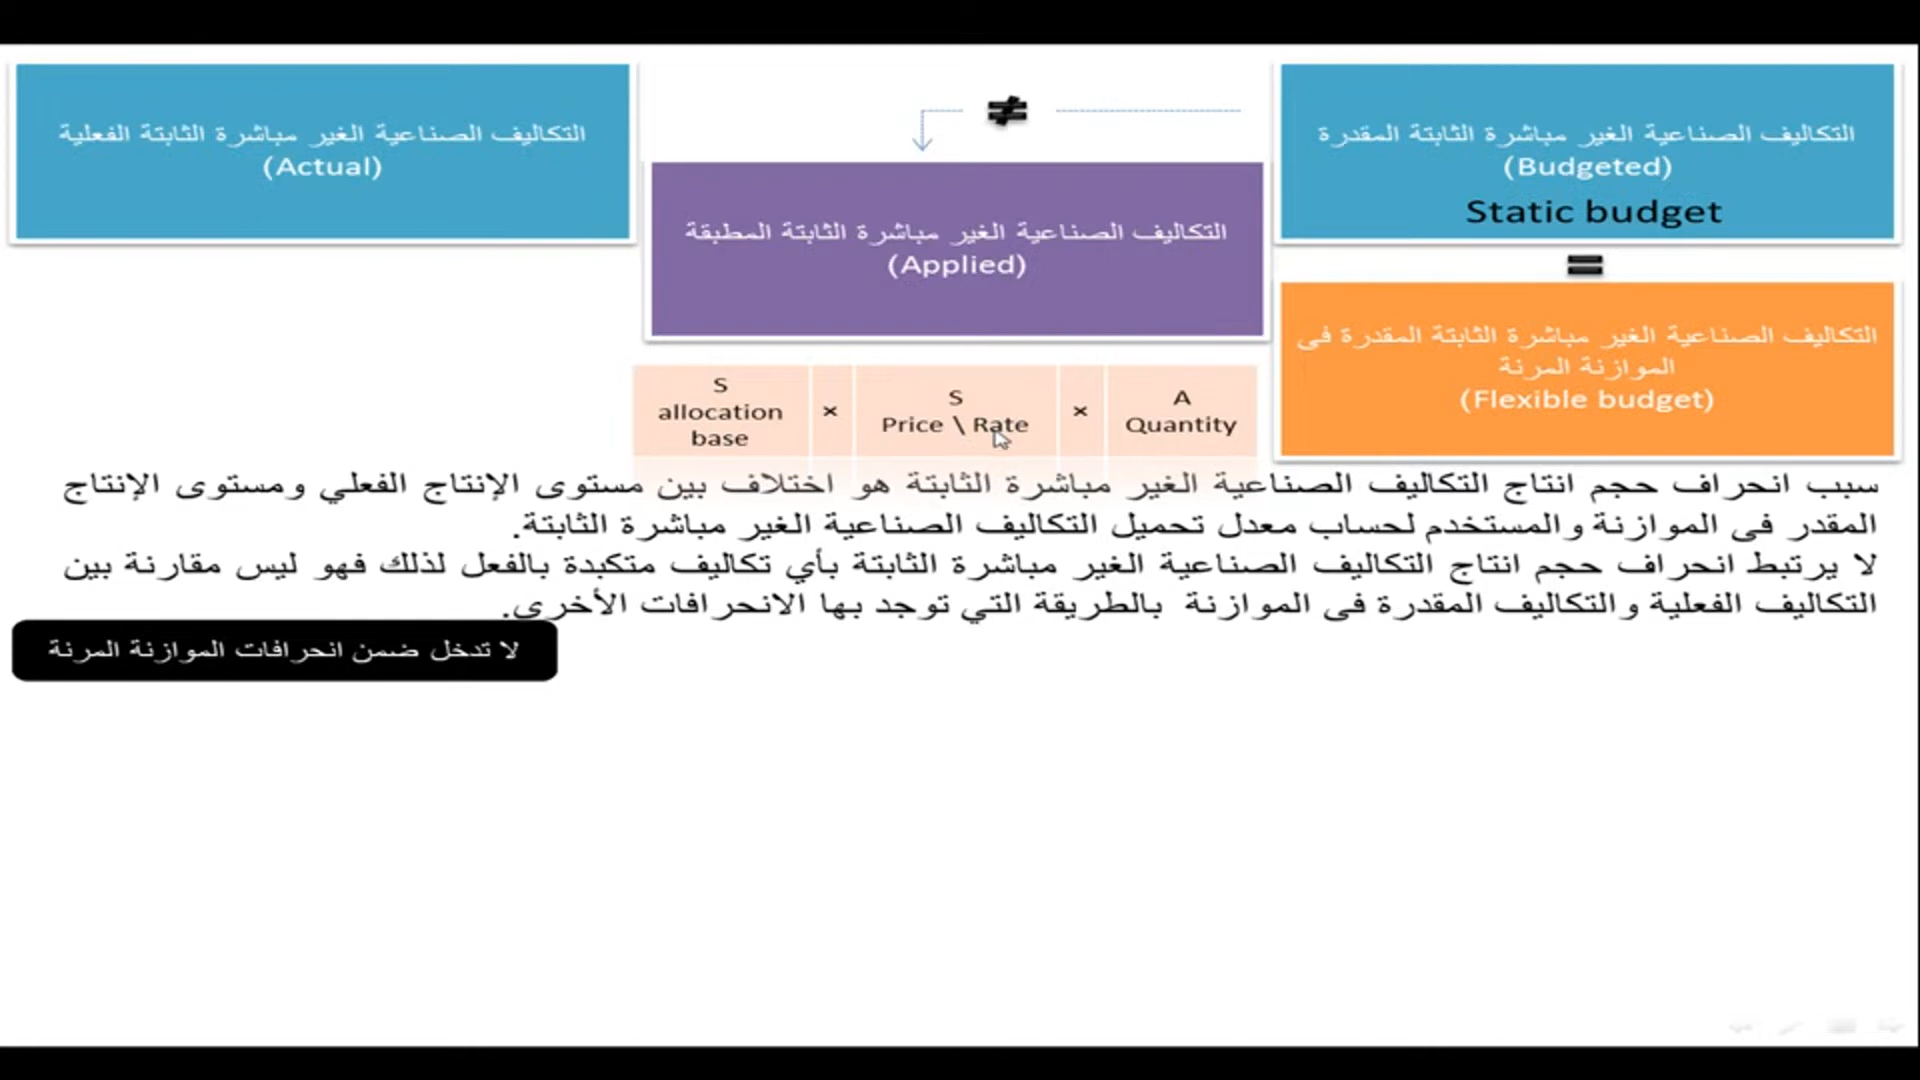 التكاليف الصناعية الغير مباشرة الثابتة المقدرة
(Budgeted)
Static budget
≠
التكاليف الصناعية الغير مباشرة الثابتة المطبقة
(Applied)
التكاليف الصناعية الغير مباشرة الثابتة الفعلية
(Actual)
=
التكاليف الصناعية الغير مباشرة الثابتة المقدرة فى
الموازنة المرنة
(Flexible budget)
S
allocation
base
×
S
Price \ Rate
×
A
Quantity
سبب انحراف حجم انتاج التكاليف الصناعية الغير مباشرة الثابتة هو اختلاف بين مستوى الإنتاج الفعلي ومستوى الإنتاج
المقدر فى الموازنة والمستخدم لحساب معدل تحميل التكاليف الصناعية الغير مباشرة الثابتة.
لا يرتبط انحراف حجم انتاج التكاليف الصناعية الغير مباشرة الثابتة بأي تكاليف متكبدة بالفعل لذلك فهو ليس مقارنة بين
التكاليف الفعلية والتكاليف المقدرة فى الموازنة بالطريقة التي توجد بها الانحرافات الأخرى.
لا تدخل ضمن انحرافات الموازنة المرنة